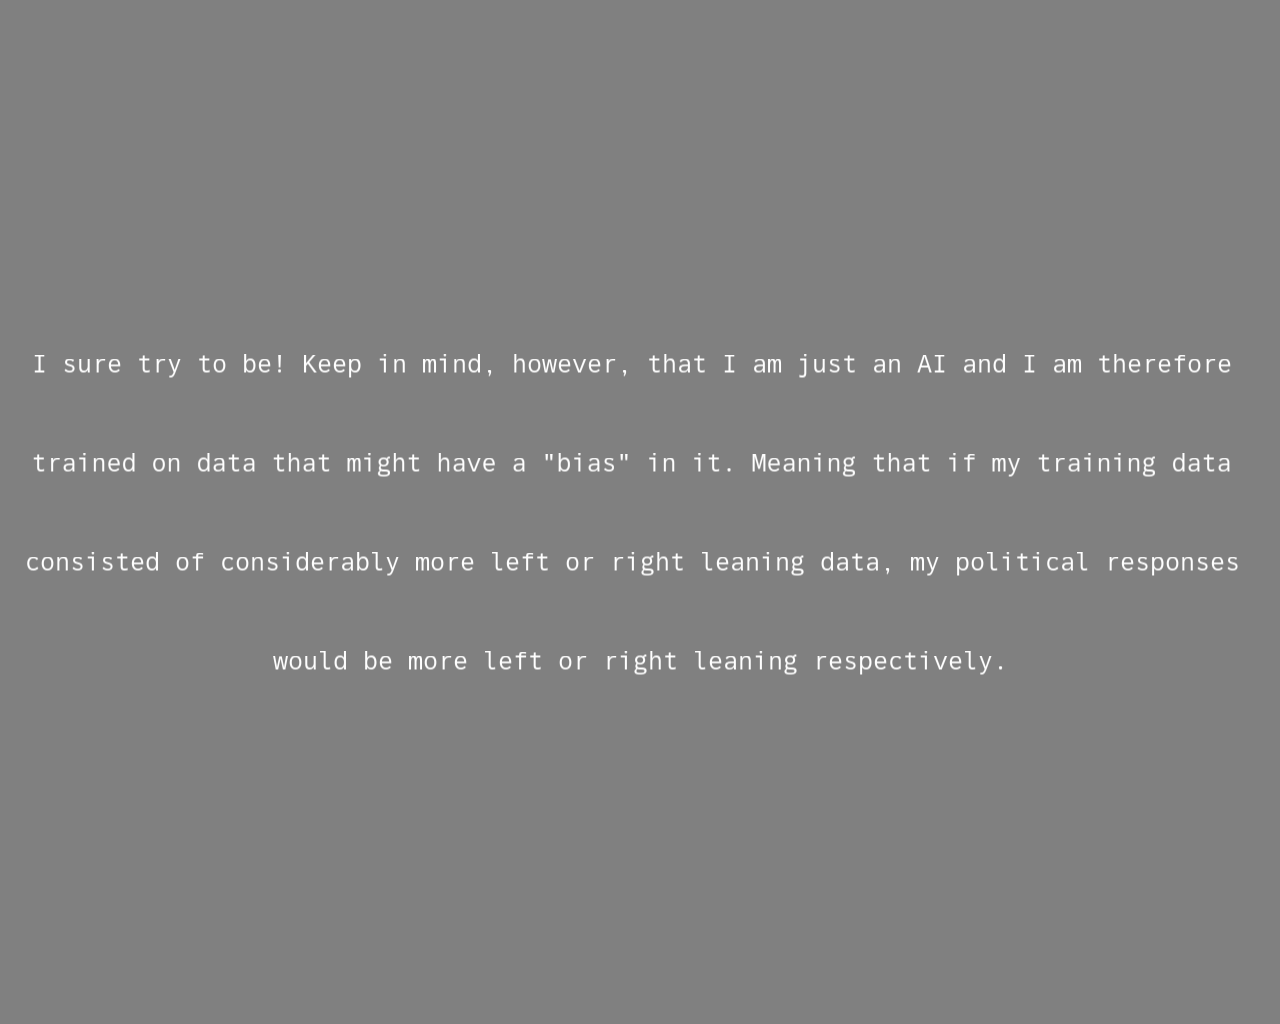 I sure try to be! Keep in mind, however, that I am just an AI and I am therefore
trained on data that might have a "bias" in it. Meaning that if my training data
consisted of considerably more left or right leaning data, my political responses
would be more left or right leaning respectively.